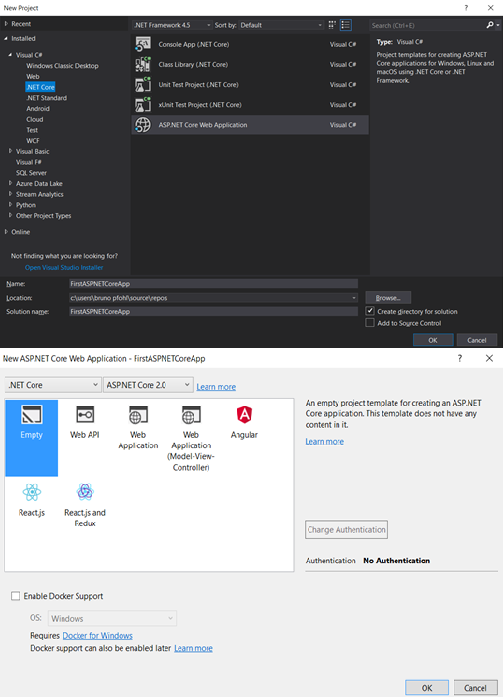 New Project
Recent
.NET Framework 4.5
Sort by:
Default
Search (Ctrl+E)
Installed
Visual C#
Windows Classic Desktop
Web
.NET Core
.NET Standard
Android
Cloud
Test
WCF
Visual Basic
Visual F#
SQL Server
Azure Data Lake
Stream Analytics
Python
Other Project Types
Online
Not finding what you are looking for?
Open Visual Studio Installer
Console App (.NET Core) Visual C#
Class Library (.NET Core) Visual C#
Unit Test Project (.NET Core) Visual C#
xUnit Test Project (.NET Core) Visual C#
ASP.NET Core Web Application Visual C#
Type: Visual C#
Project templates for creating ASP.NET
Core applications for Windows, Linux and
macOS using .NET Core or .NET
Framework.
Name: FirstASPNETCoreApp
Location: c:\users\bruno pfohl\source\repos
Browse...
Solution name: FirstASPNETCoreApp
Create directory for solution
Add to Source Control
OK Cancel
New ASP.NET Core Web Application - FirstASPNETCoreApp
.NET Core ASP.NET Core 2.0 Learn more
Empty
Web API
Web
Application
Web
Application
(Model-View-
Controller)
Angular
React.js
React.js and
Redux
An empty project template for creating an ASP.NET
Core application. This template does not have any
content in it.
Learn more
Change Authentication
Authentication No Authentication
Enable Docker Support
OS: Windows
Requires Docker for Windows
Docker support can also be enabled later Learn more
OK Cancel